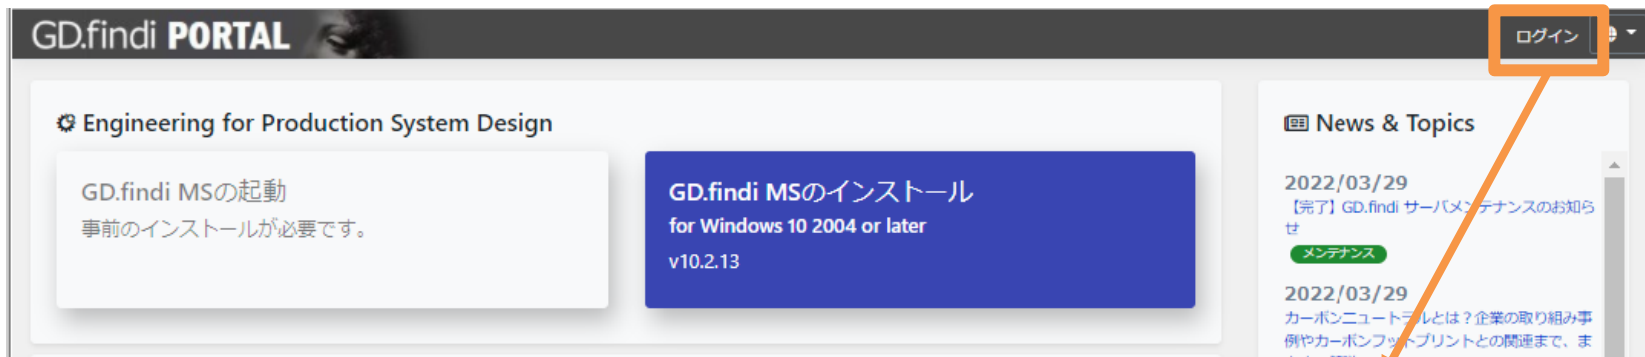 GD.findi PORTAL
ログイン
Engineering for Production System Design
GD.findi MSの起動
事前のインストールが必要です。
GD.findi MSのインストール
for Windows 10 2004 or later
v10.2.13
News & Topics
2022/03/29
【完了】GD.findi サーバメンテナンスのお知ら
せ
メンテナンス
2022/03/29
カーボンニュートラルとは？企業の取り組み事
例やカーボンフットプリントとの関連まで、ま